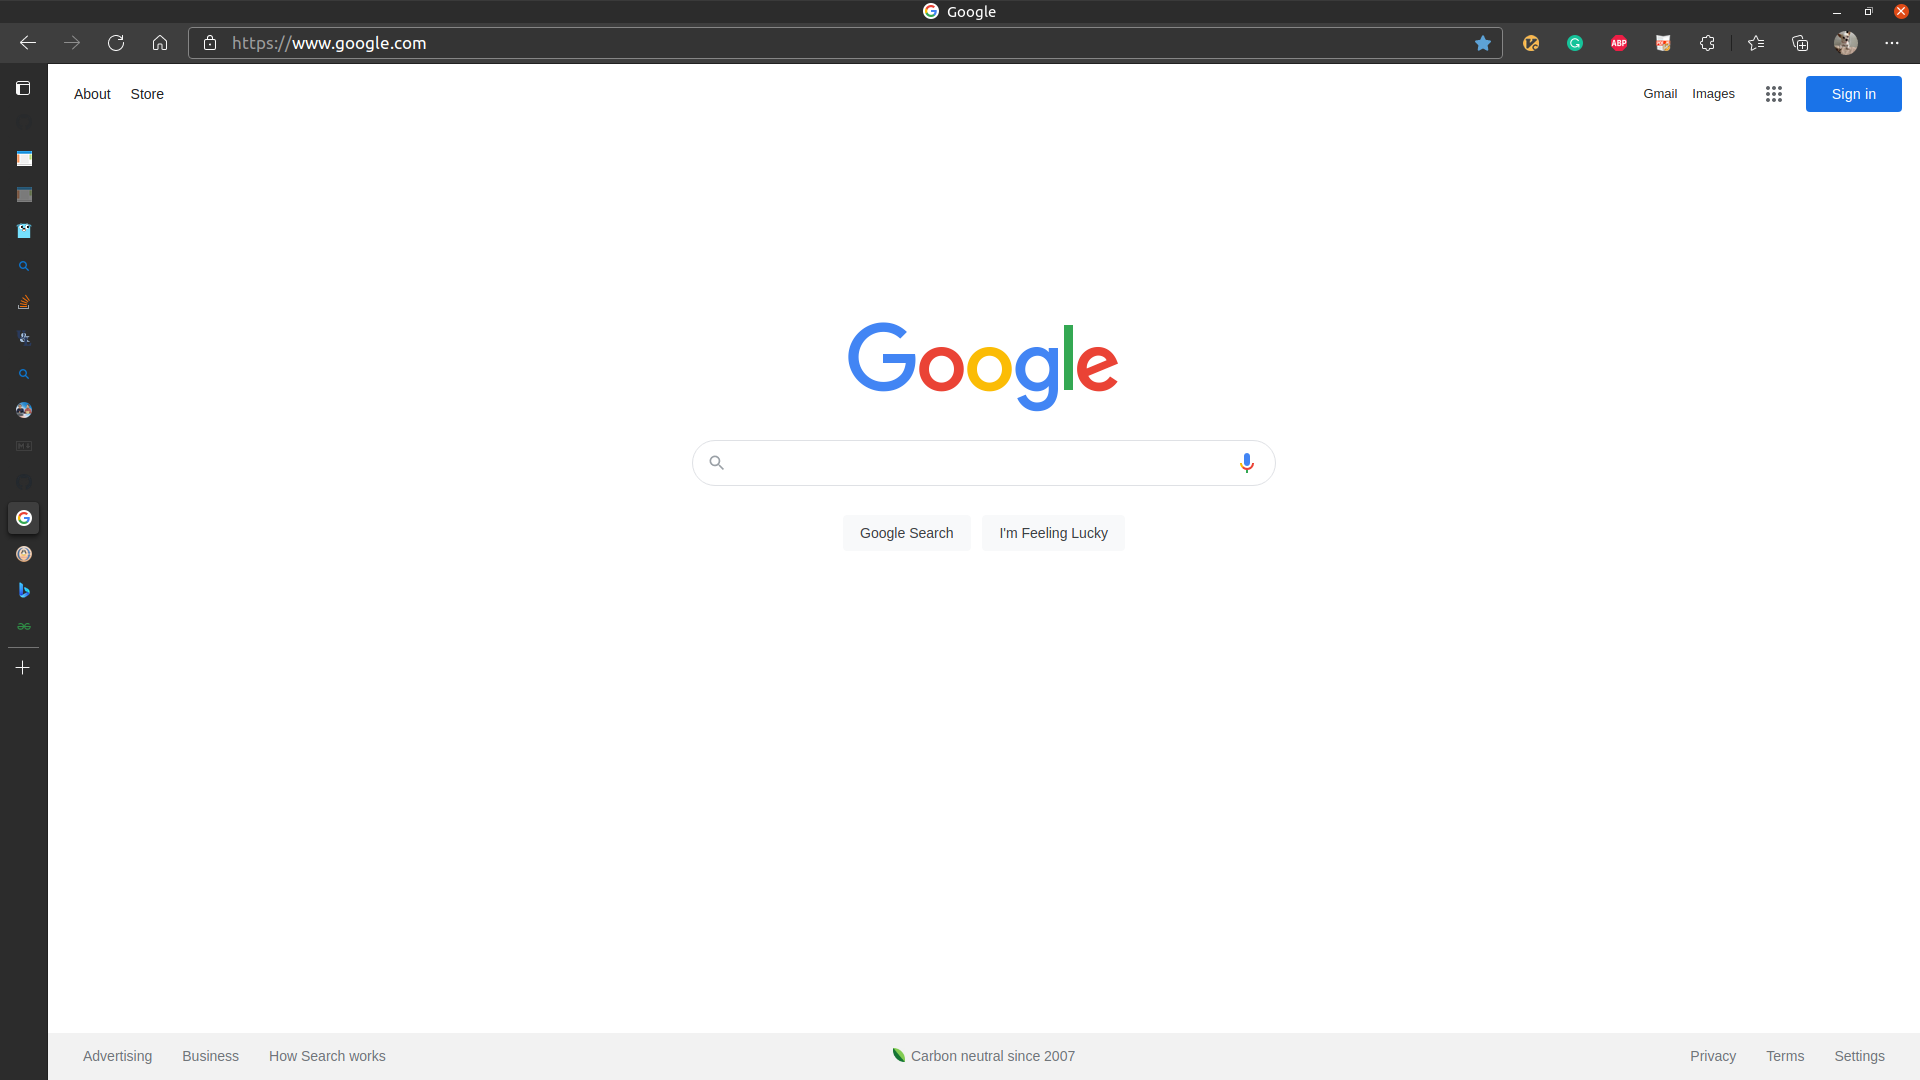 Google
https://www.google.com
ABP
About Store
Gmail Images Sign in
Google
Google Search I'm Feeling Lucky
Advertising Business How Search works
Carbon neutral since 2007
Privacy Terms Settings